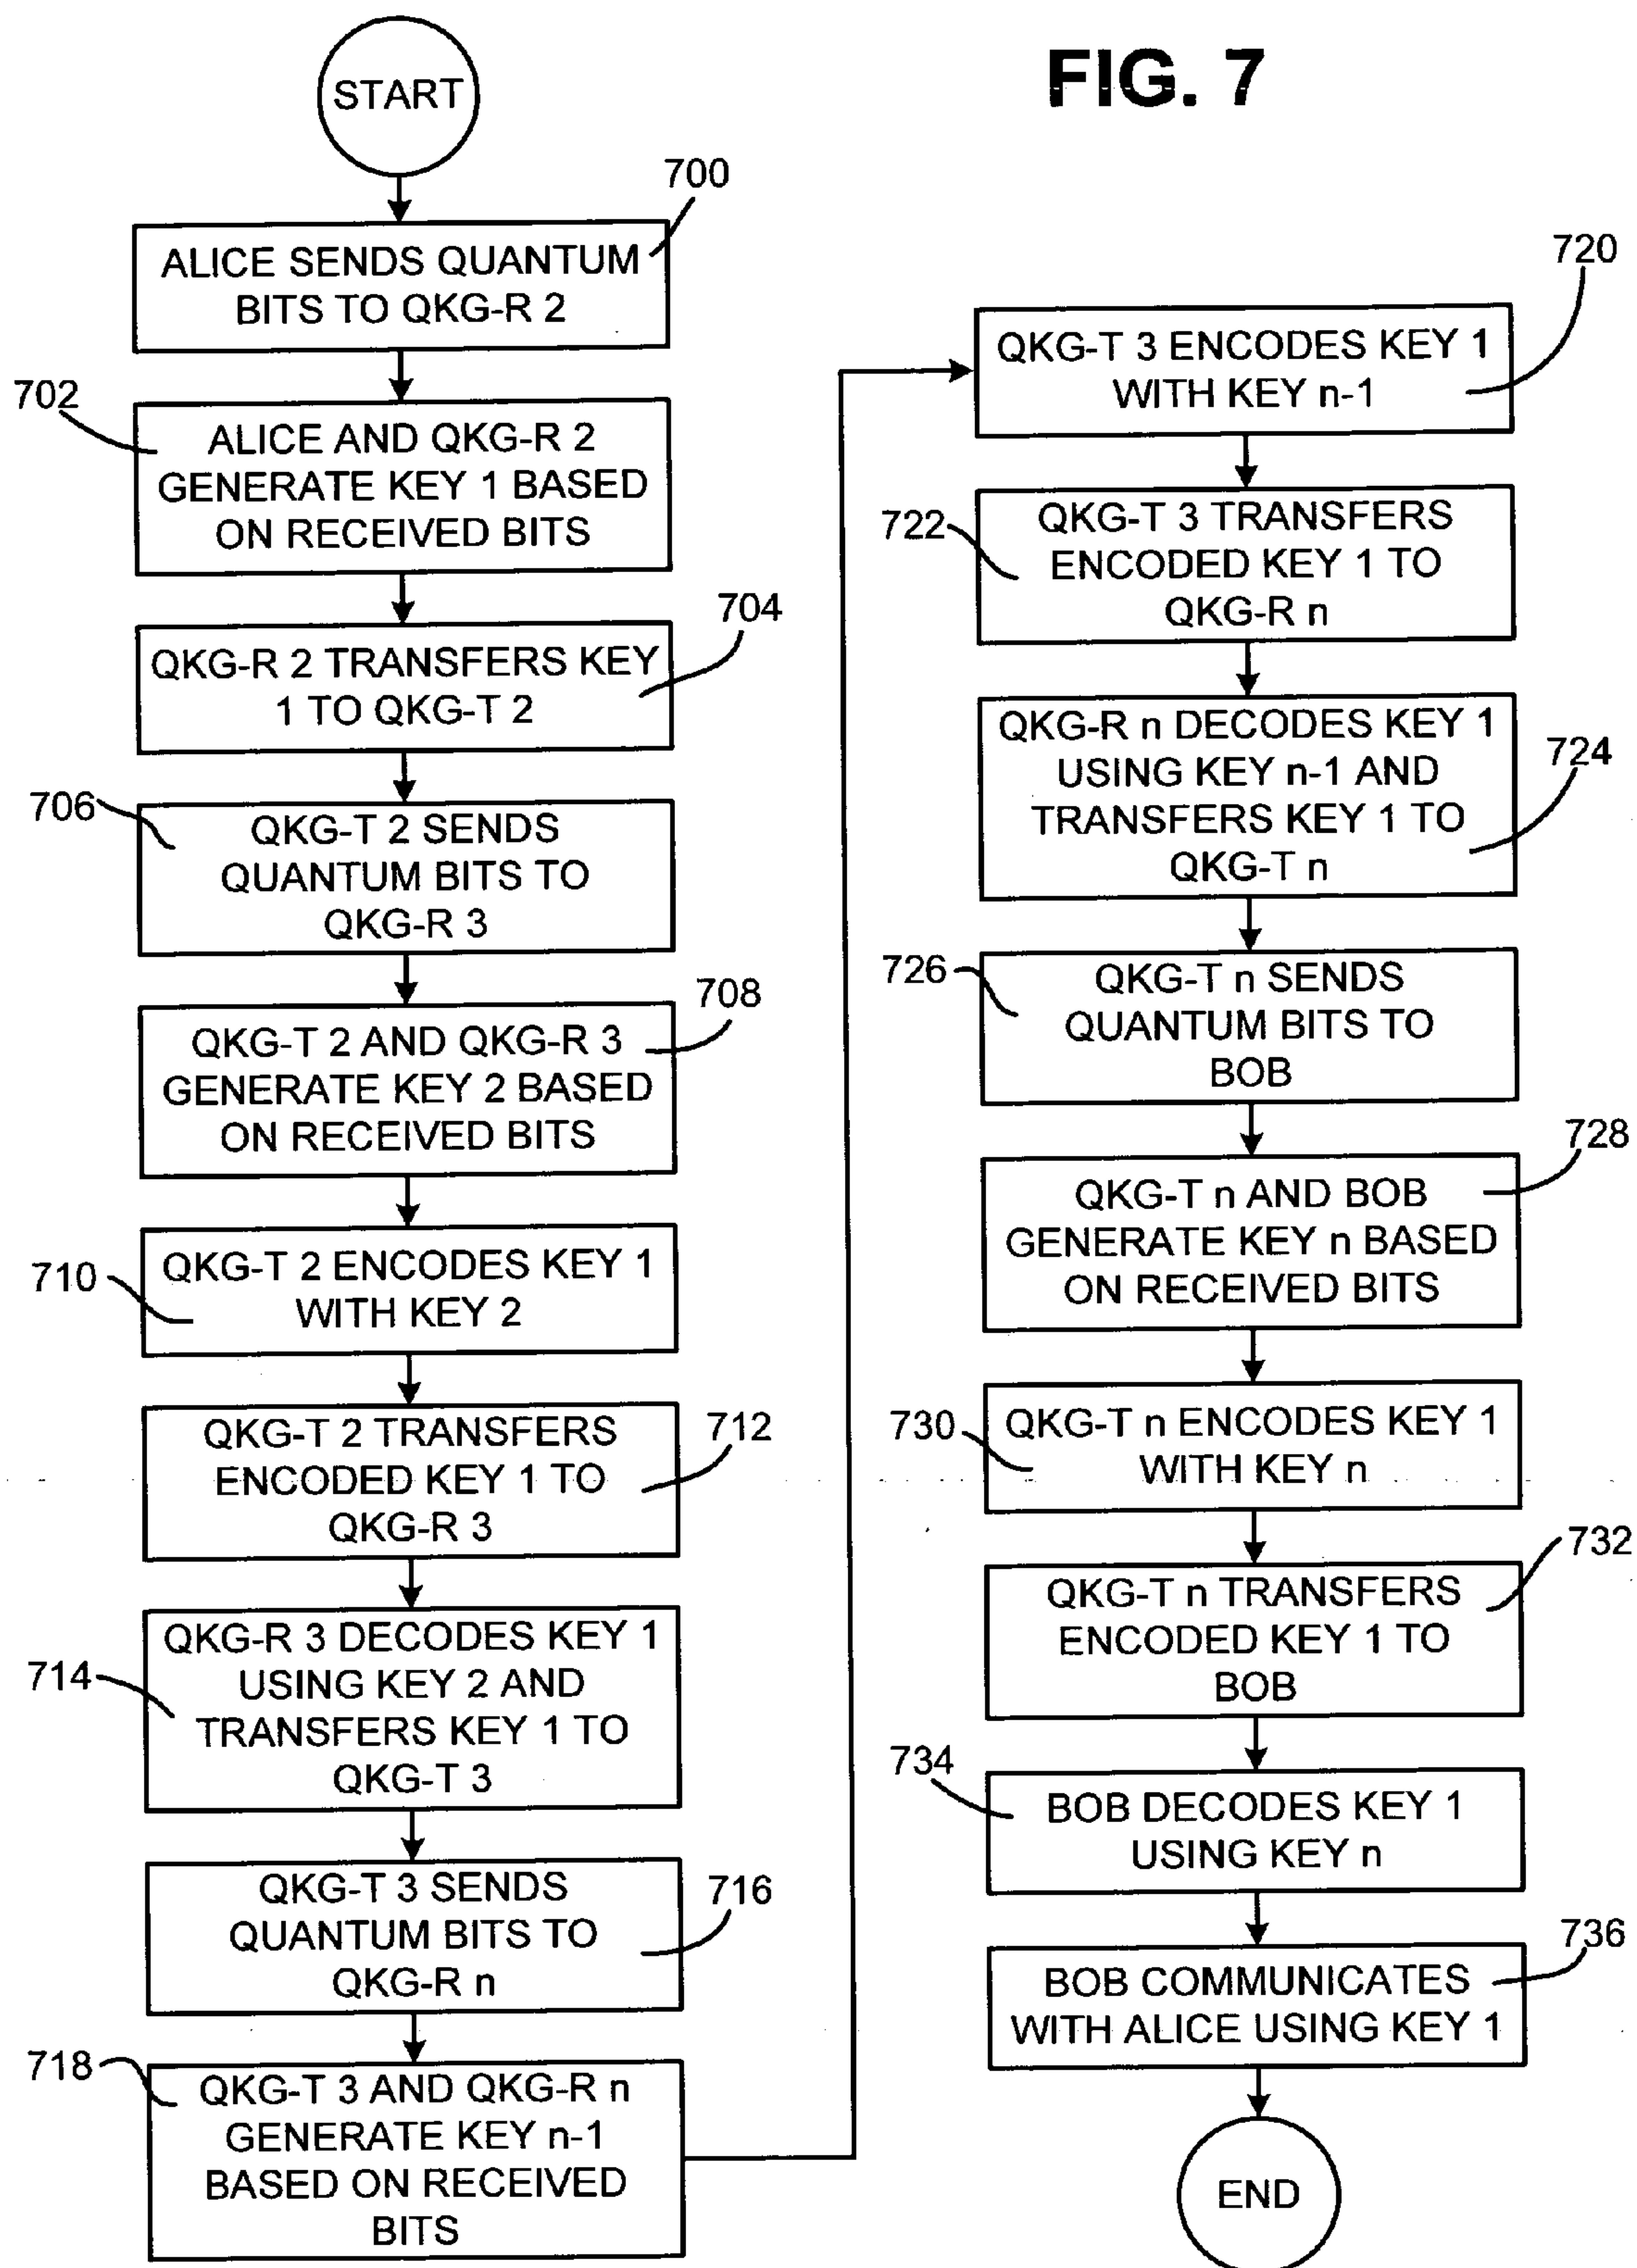 FIG. 7
START
700
ALICE SENDS QUANTUM
BITS TO QKG-R 2
702
ALICE AND QKG-R 2
GENERATE KEY 1 BASED
ON RECEIVED BITS
704
QKG-R 2 TRANSFERS KEY
1 TO QKG-T 2
706
QKG-T 2 SENDS
QUANTUM BITS TO
QKG-R 3
708
QKG-T 2 AND QKG-R 3
GENERATE KEY 2 BASED
ON RECEIVED BITS
710
QKG-T 2 ENCODES KEY 1
WITH KEY 2
712
QKG-T 2 TRANSFERS
ENCODED KEY 1 TO
QKG-R 3
714
QKG-R 3 DECODES KEY 1
USING KEY 2 AND
TRANSFERS KEY 1 TO
QKG-T 3
716
QKG-T 3 SENDS
QUANTUM BITS TO
QKG-R n
718
QKG-T 3 AND QKG-R n
GENERATE KEY n-1
BASED ON RECEIVED
BITS
720
QKG-T 3 ENCODES KEY 1
WITH KEY n-1
722
QKG-T 3 TRANSFERS
ENCODED KEY 1 TO
QKG-R n
724
QKG-R n DECODES KEY 1
USING KEY n-1 AND
TRANSFERS KEY 1 TO
QKG-T n
726
QKG-T n SENDS
QUANTUM BITS TO
BOB
728
QKG-T n AND BOB
GENERATE KEY n BASED
ON RECEIVED BITS
730
QKG-T n ENCODES KEY 1
WITH KEY n
732
QKG-T n TRANSFERS
ENCODED KEY 1 TO
BOB
734
BOB DECODES KEY 1
USING KEY n
736
BOB COMMUNICATES
WITH ALICE USING KEY 1
END